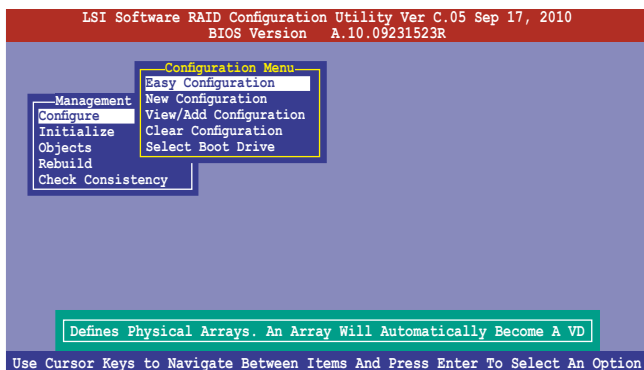 LSI Software RAID Configuration Utility Ver C.05 Sep 17, 2010
BIOS Version A.10.09231523R
Management
Configure
Initialize
Objects
Rebuild
Check Consistency
Configuration Menu
Easy Configuration
New Configuration
View/Add Configuration
Clear Configuration
Select Boot Drive
Defines Physical Arrays. An Array Will Automatically Become A VD
Use Cursor Keys to Navigate Between Items And Press Enter To Select An Option